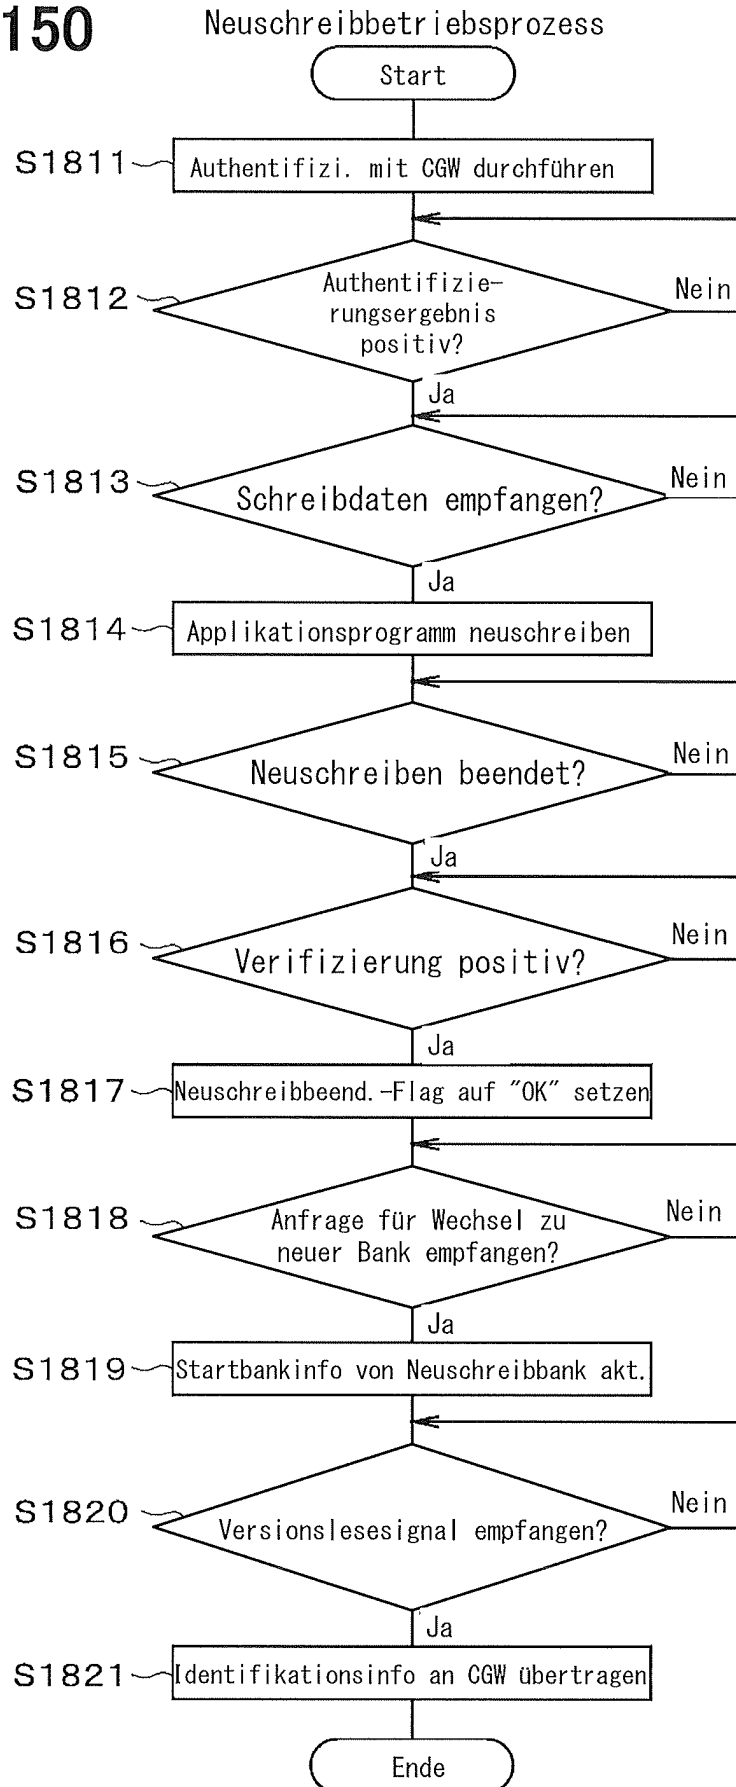 150
Neuschreibbetriebsprozess
Start
S1811
Authentifizi. mit CGW durchführen
S1812
Authentifizie-
rungsergebnis
positiv?
Nein
Ja
S1813
Schreibdaten empfangen?
Nein
Ja
S1814
Applikationsprogramm neuschreiben
S1815
Neuschreiben beendet?
Nein
Ja
S1816
Verifizierung positiv?
Nein
Ja
S1817
Neuschreibbeend.-Flag auf "OK" setzen
S1818
Anfrage für Wechsel zu
neuer Bank empfangen?
Nein
Ja
S1819
Startbankinfo von Neuschreibbank akt.
S1820
Versionslesesignal empfangen?
Nein
Ja
S1821
Identifikationsinfo an CGW übertragen
Ende